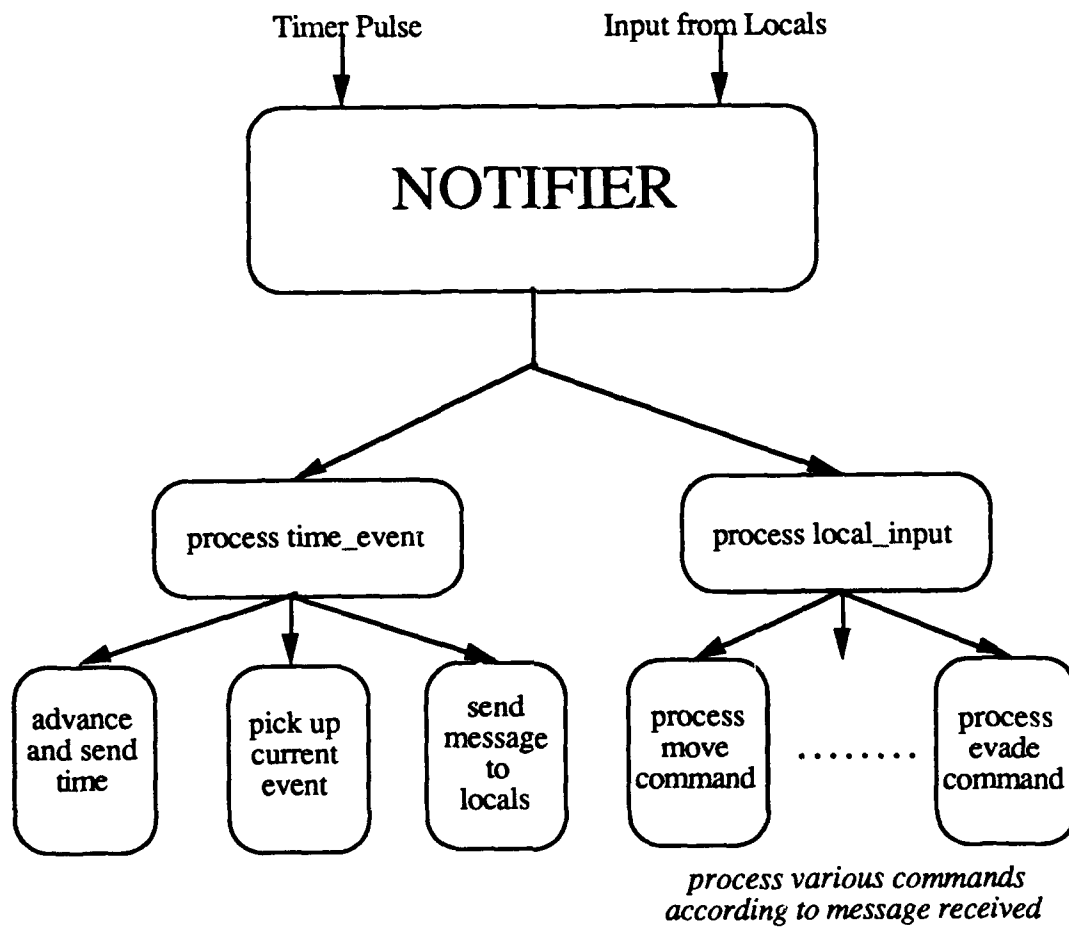 Timer Pulse
Input from Locals
NOTIFIER
process time_event
process local_input
advance
and send
time
pick up
current
event
send
message
to
locals
process
move
command
. . . . . . . .
process
evade
command
process various commands
according to message received